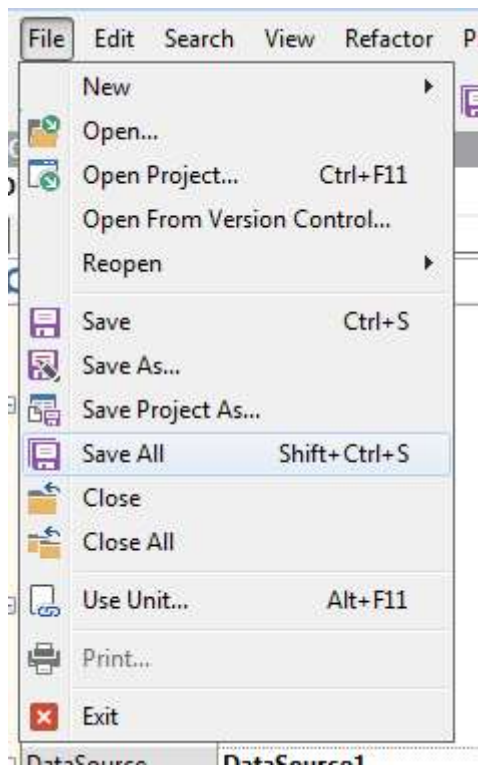 File Edit Search View Refactor P
New
Open...
Open Project... Ctrl+F11
Open From Version Control...
Reopen
Save Ctrl+S
Save As...
Save Project As...
Save All Shift+Ctrl+S
Close
Close All
Use Unit... Alt+F11
Print...
Exit
DataSource DataSource1